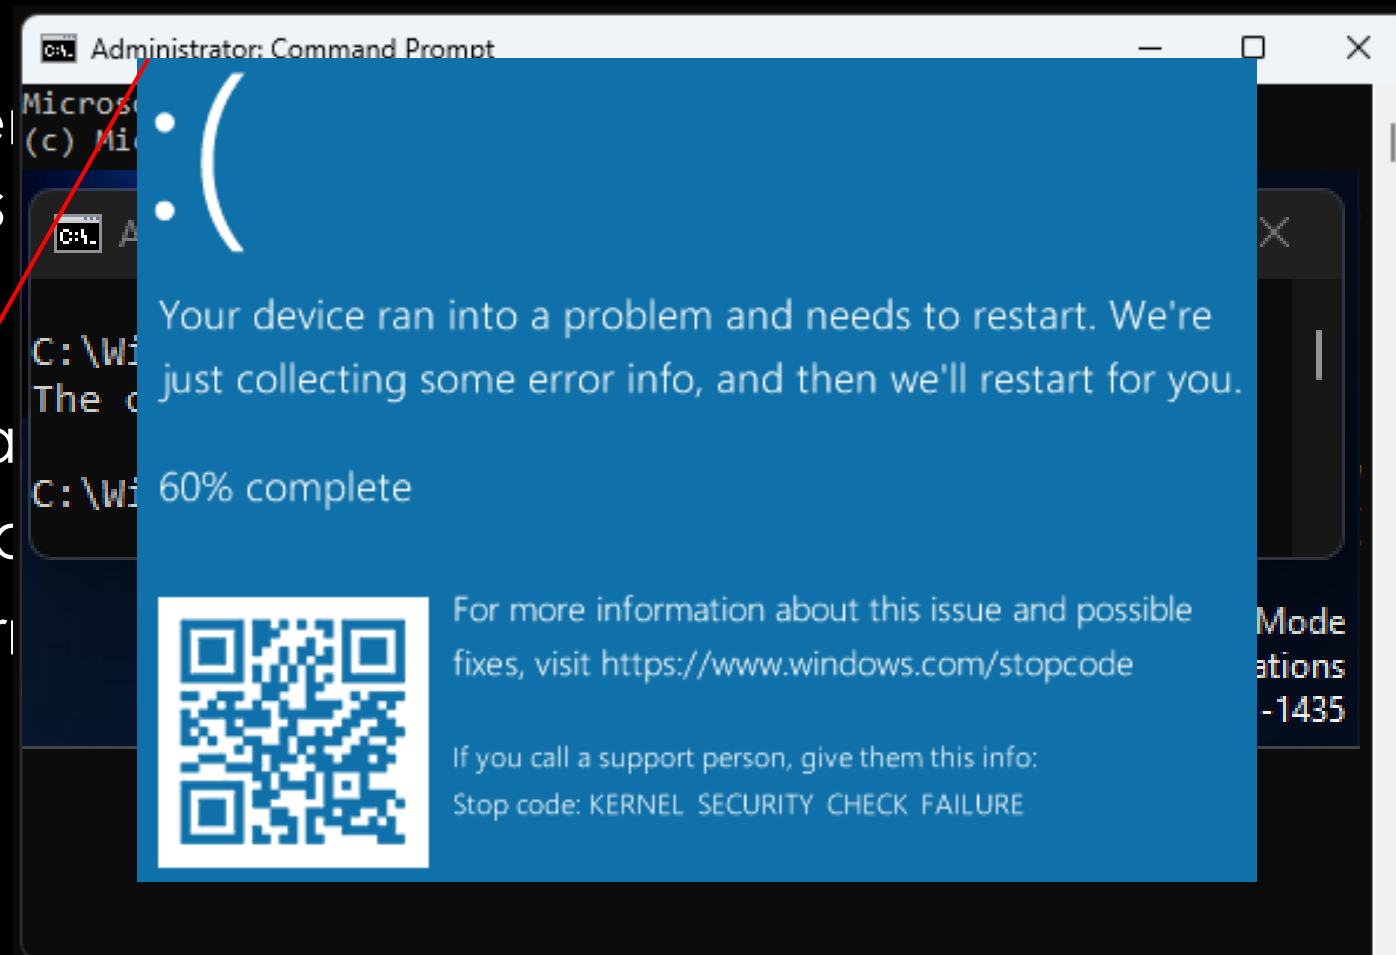 Administrator: Command Prompt
(c)
:(
Your device ran into a problem and needs to restart. We're
just collecting some error info, and then we'll restart for you.
The
60% complete
For more information about this issue and possible
fixes, visit https://www.windows.com/stopcode
Mode
-1435
If you call a support person, give them this info:
Stop code: KERNEL SECURITY CHECK FAILURE